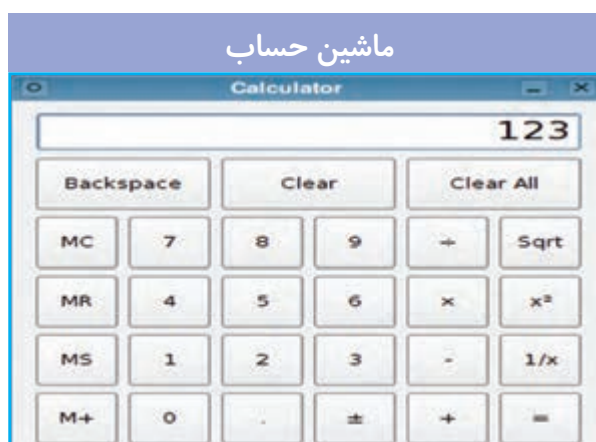 ماشین حساب
Calculator
123
Backspace Clear Clear All
MC 7 8 9 ÷ Sqrt
MR 4 5 6 × x²
MS 1 2 3 - 1/x
M+ 0 . ± + =